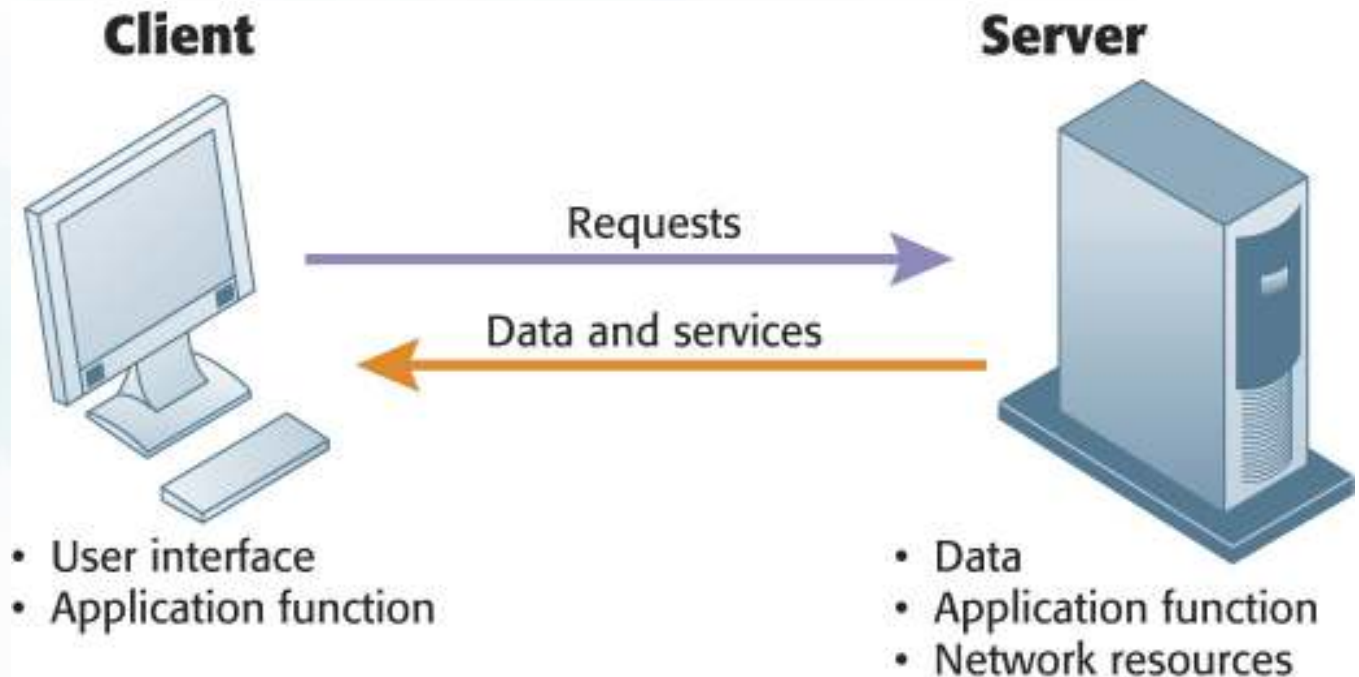 Client
Server
Requests
Data and services
• User interface
• Application function
• Data
• Application function
• Network resources